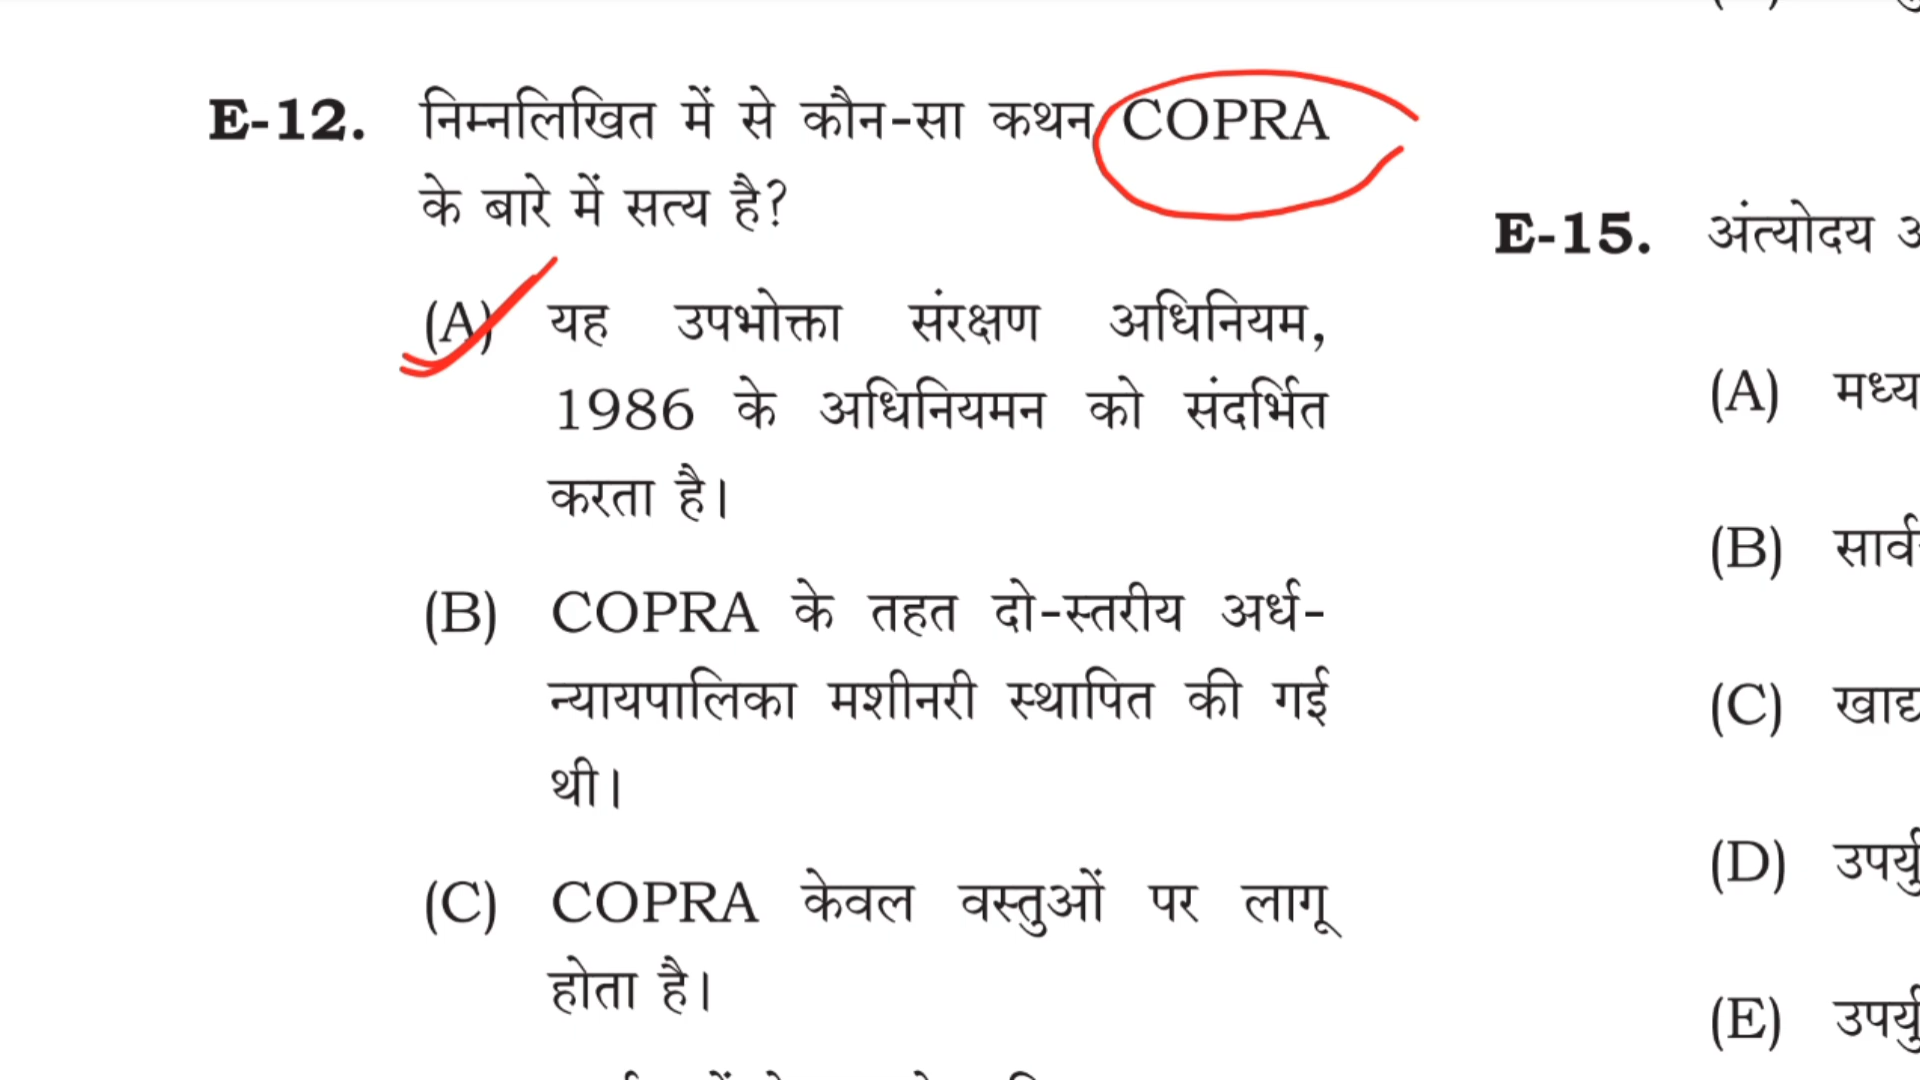 E-12. निम्नलिखित में से कौन-सा कथन COPRA
के बारे में सत्य है?
(A) यह उपभोक्ता संरक्षण अधिनियम,
1986 के अधिनियमन को संदर्भित
करता है।
(B) COPRA के तहत दो-स्तरीय अर्ध-
न्यायपालिका मशीनरी स्थापित की गई
थी।
(C) COPRA केवल वस्तुओं पर लागू
होता है।
E-15. अंत्योदय
(A)
(B)
(C)
(D)
(E)